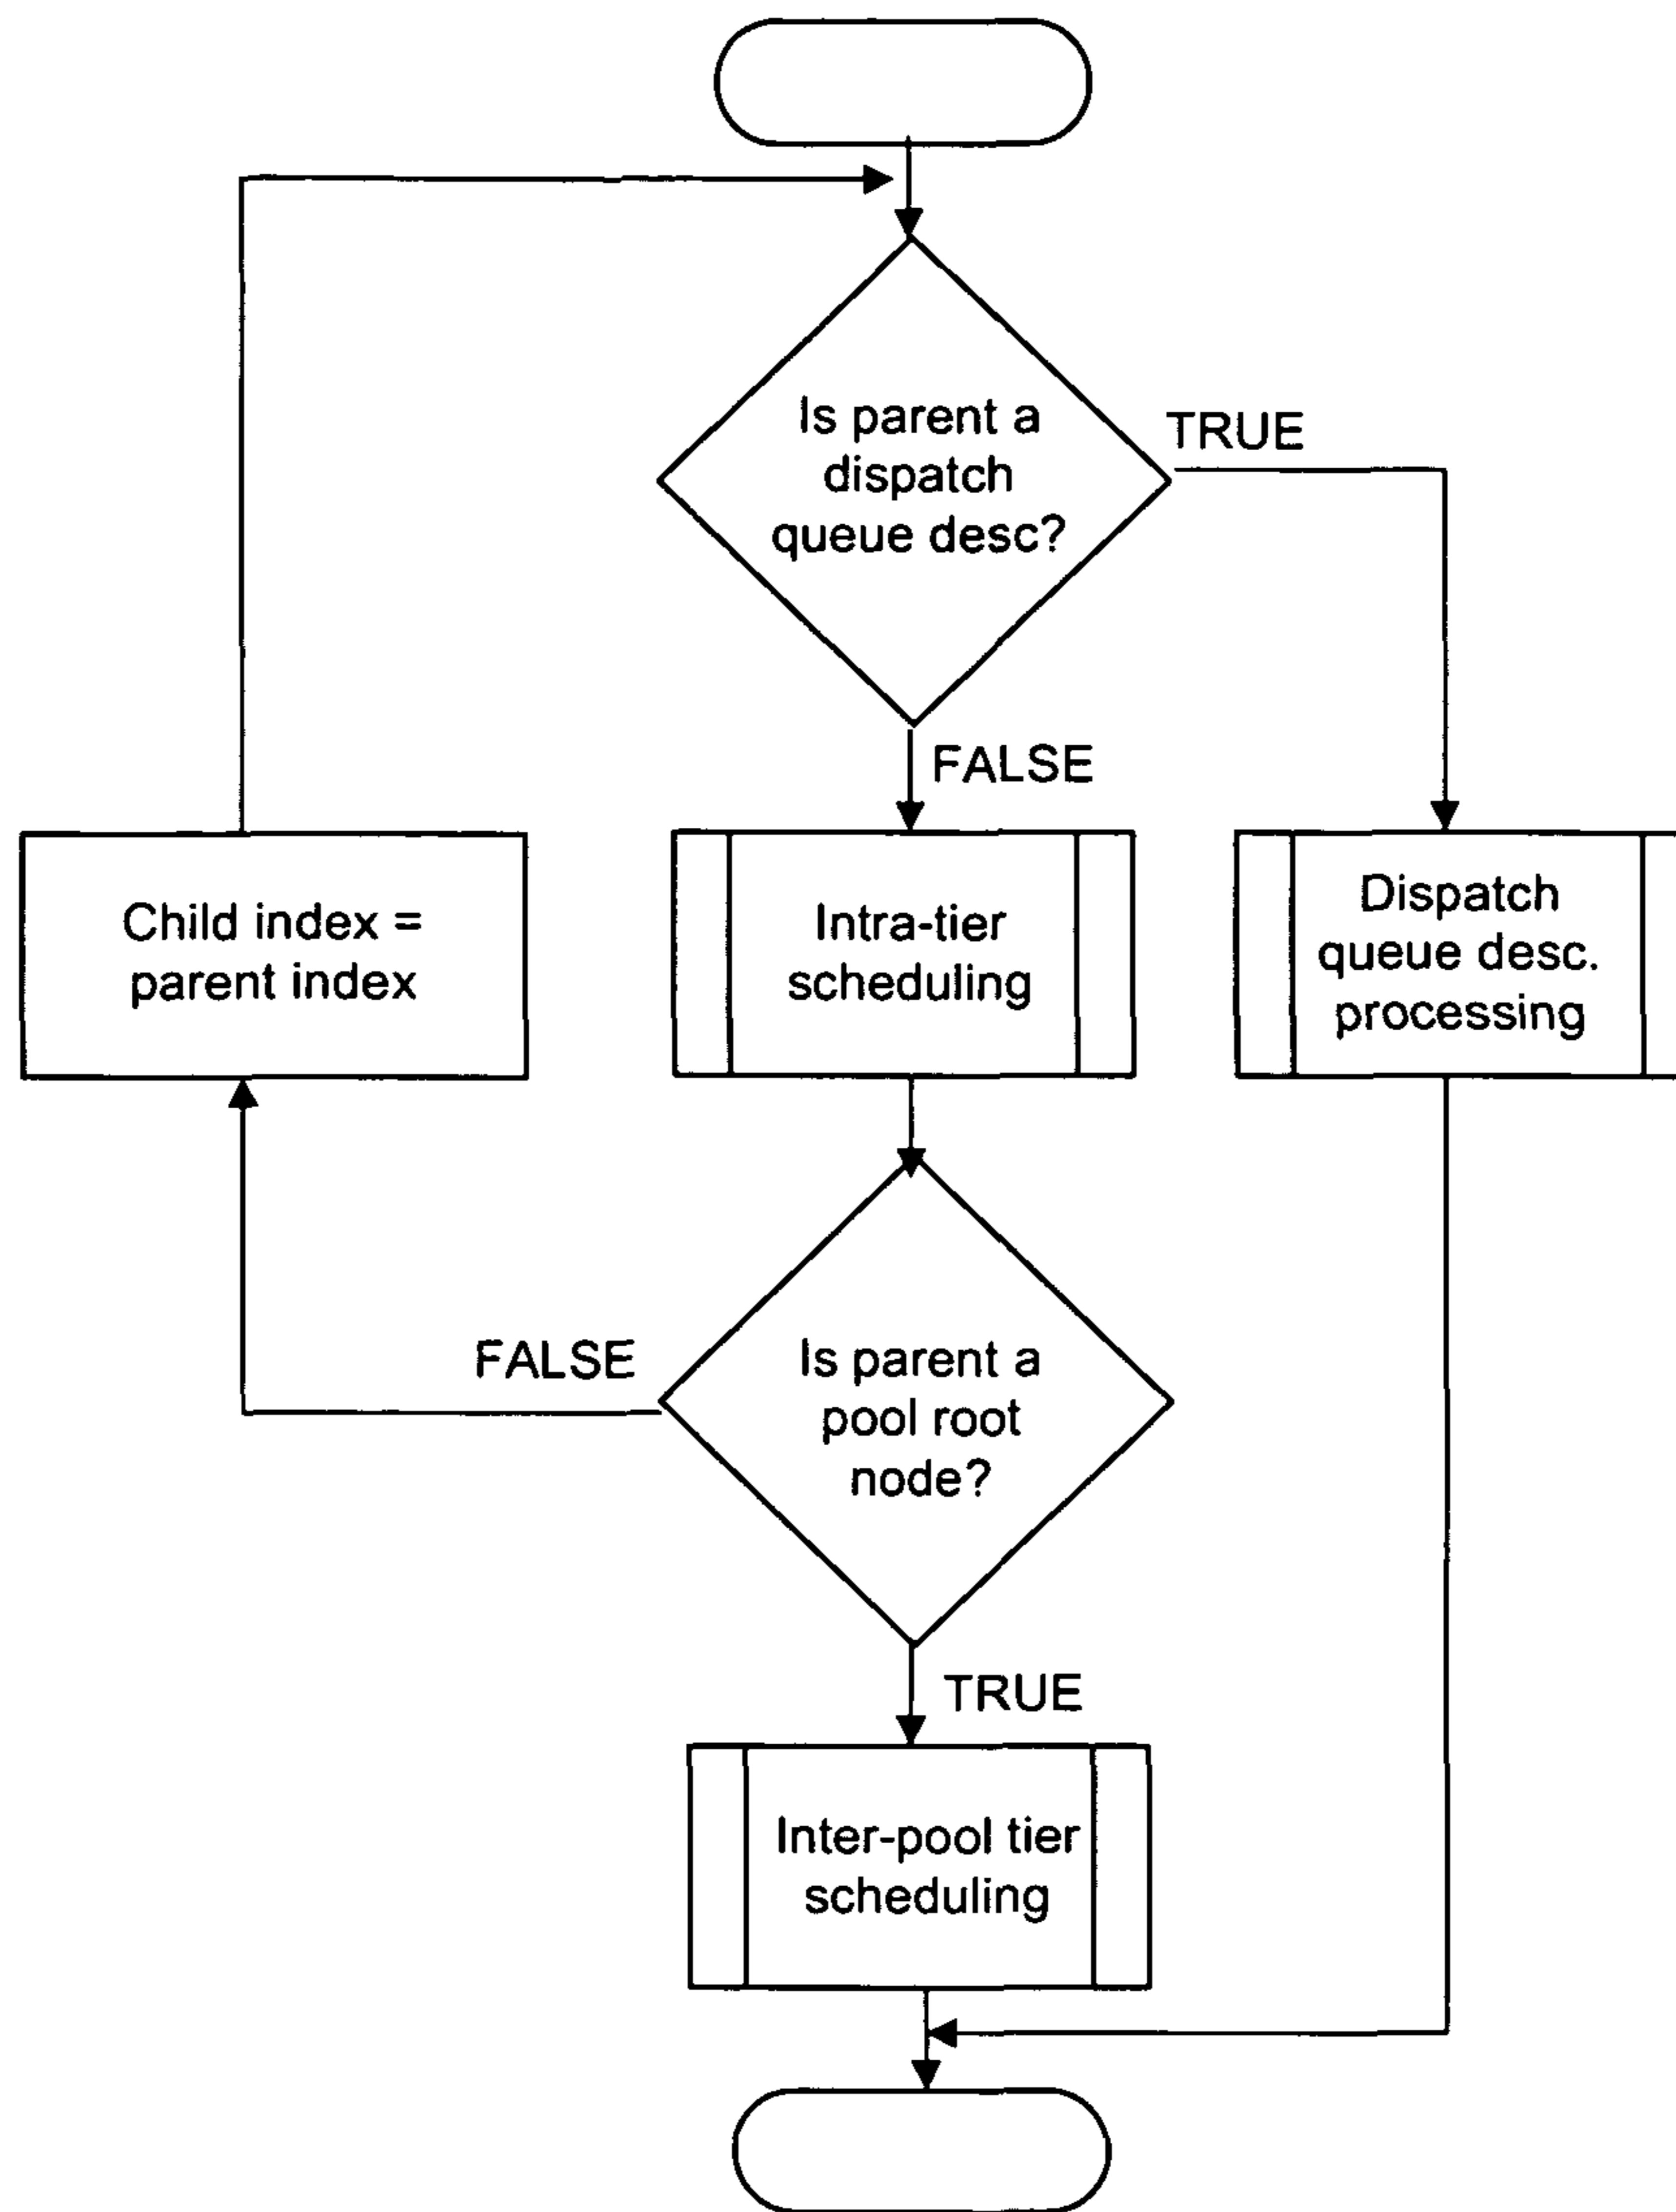 Is parent a
dispatch
queue desc?
TRUE
FALSE
Child index =
parent index
Intra-tier
scheduling
Dispatch
queue desc.
processing
FALSE
Is parent a
pool root
node?
TRUE
Inter-pool tier
scheduling